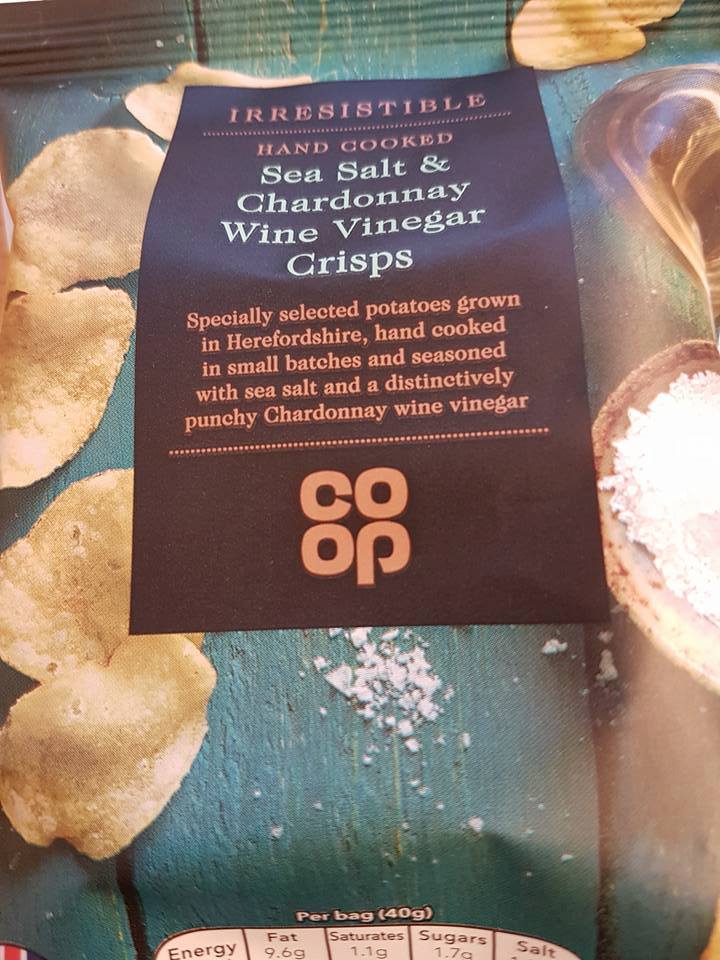 IRRESISTIBLE
HAND COOKED
Sea Salt &
Chardonnay
Wine Vinegar
Crisps
Specially selected potatoes grown
in Herefordshire, hand cooked
in small batches and seasoned
with sea salt and a distinctively
punchy Chardonnay wine vinegar
CO
OP
Per bag (40g)
Energy Fat Saturates Sugars Salt
9.6g 1.1g 1.7g